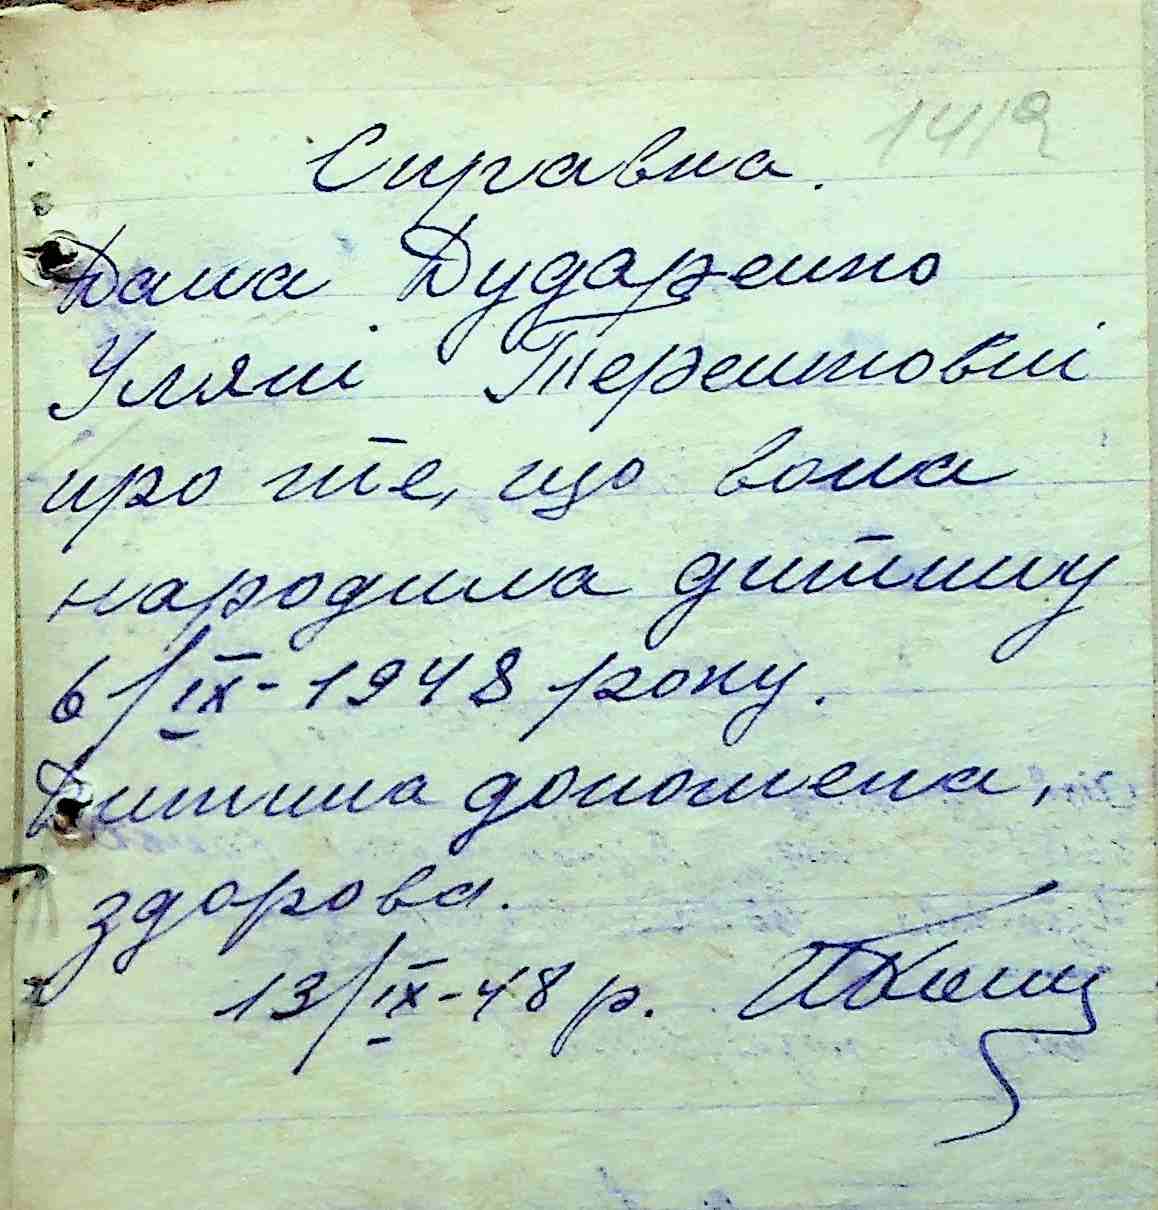 1419
Справка.
Дана Дударенко
Уляні Терентовні
про те, що вона
народила дитину
6/IX-1948 року.
Дитина доношена,
здорова.
13/IX-48 р.